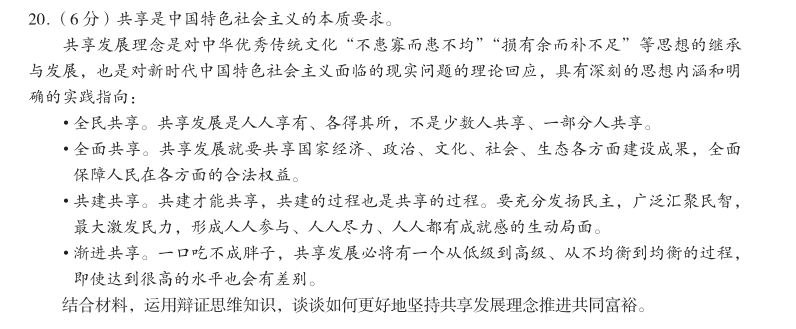 20.（6分）共享是中国特色社会主义的本质要求。
共享发展理念是对中华优秀传统文化“不患寡而患不均”“损有余而补不足”等思想的继承
与发展，也是对新时代中国特色社会主义面临的现实问题的理论回应，具有深刻的思想内涵和明
确的实践指向：
•全民共享。共享发展是人人享有、各得其所，不是少数人共享、一部分人共享。
•全面共享。共享发展就要共享国家经济、政治、文化、社会、生态各方面建设成果，全面
保障人民在各方面的合法权益。
•共建共享。共建才能共享，共建的过程也是共享的过程。要充分发扬民主，广泛汇聚民智，
最大激发民力，形成人人参与、人人尽力、人人都有成就感的生动局面。
•渐进共享。一口吃不成胖子，共享发展必将有一个从低级到高级、从不均衡到均衡的过程，
即使达到很高的水平也会有差别。
结合材料，运用辩证思维知识，谈谈如何更好地坚持共享发展理念推进共同富裕。